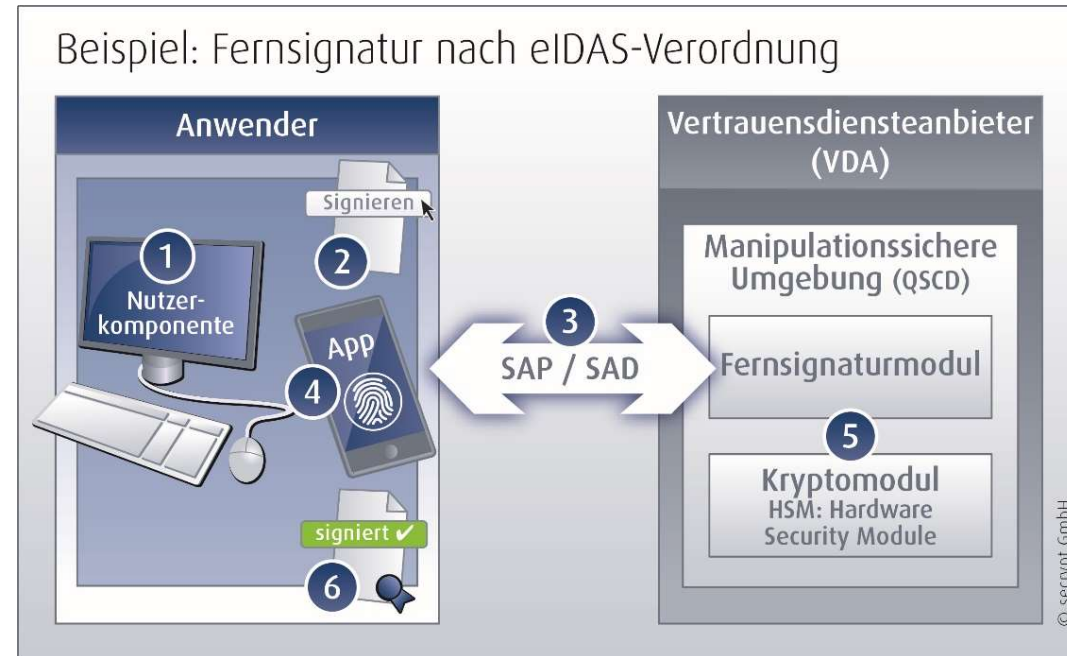 Beispiel: Fernsignatur nach eIDAS-Verordnung
Anwender
Signieren
1
2
Nutzer-
komponente
App
4
signiert ✔
6
3
SAP / SAD
Vertrauensdiensteanbieter
(VDA)
Manipulationssichere
Umgebung (QSCD)
Fernsignaturmodul
5
Kryptomodul
HSM: Hardware
Security Module
© secrypt GmbH